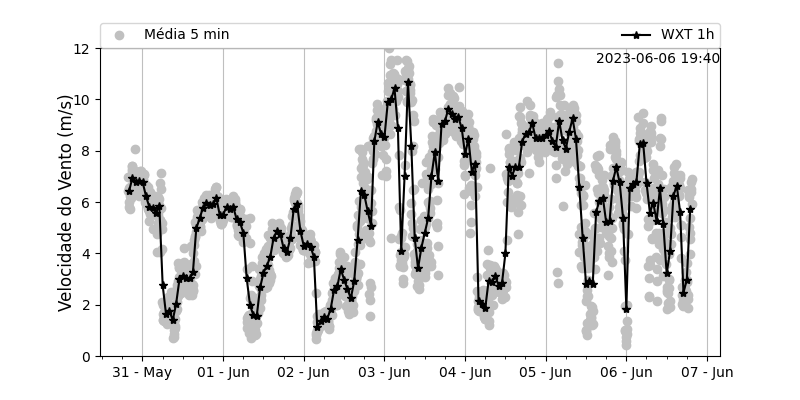 Média 5 min
WXT 1h
2023-06-06 19:40
Velocidade do Vento (m/s)
12
10
8
6
4
2
0
31 - May
01 - Jun
02 - Jun
03 - Jun
04 - Jun
05 - Jun
06 - Jun
07 - Jun